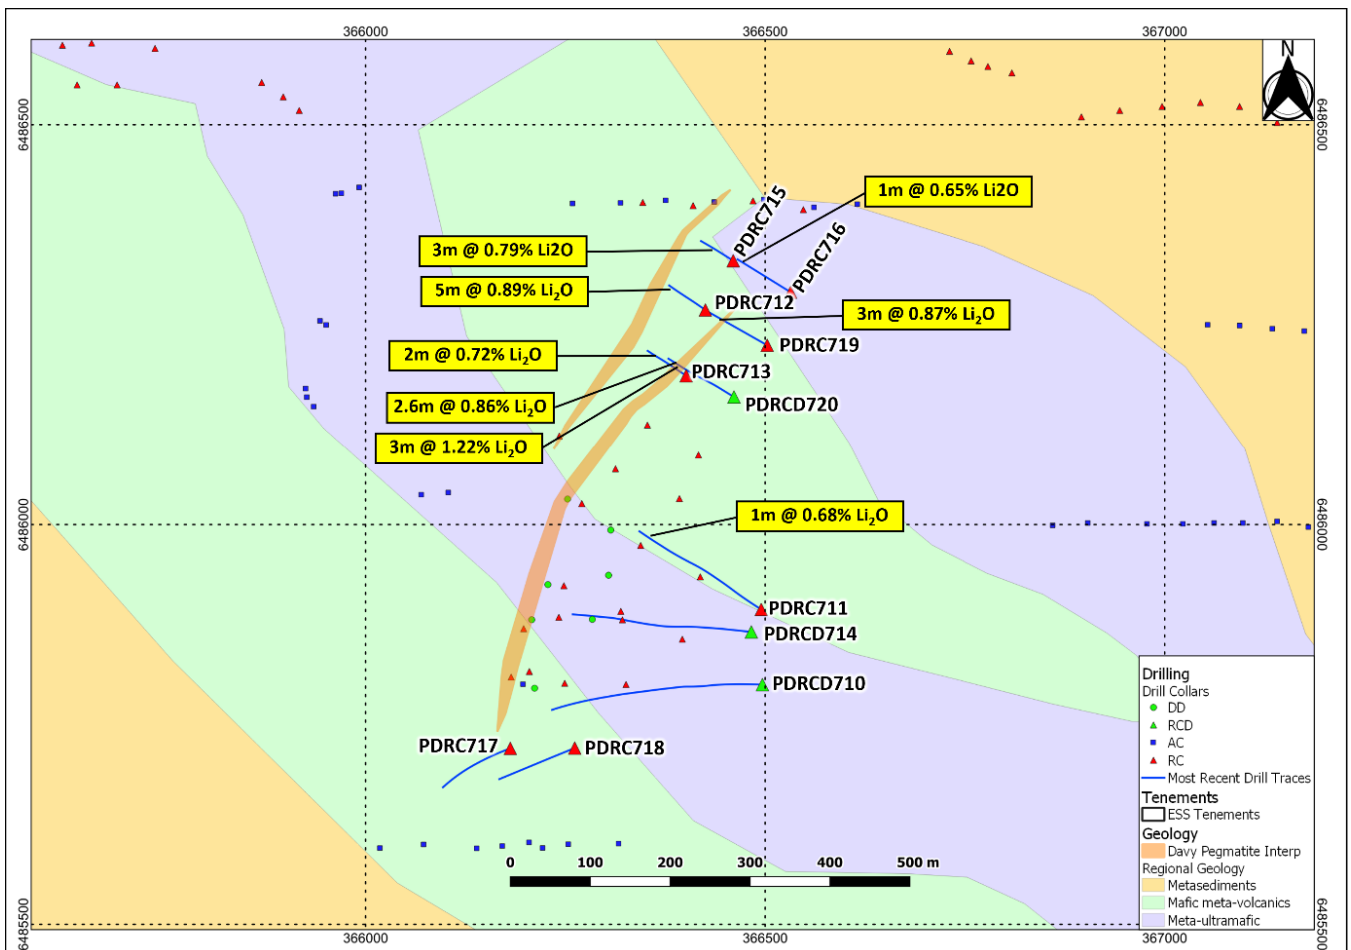 366000
366500
367000
N
6486500
6486500
1m @ 0.65% Li2O
PDRC715
PDRC716
3m @ 0.79% Li2O
5m @ 0.89% Li₂O
PDRC712
3m @ 0.87% Li₂O
PDRC719
2m @ 0.72% Li₂O
PDRC713
2.6m @ 0.86% Li₂O
PDRCD720
3m @ 1.22% Li₂O
6486000
6486000
1m @ 0.68% Li₂O
PDRC711
PDRCD714
PDRCD710
PDRC717
PDRC718
Drilling
Drill Collars
DD
RCD
AC
RC
Most Recent Drill Traces
Tenements
ESS Tenements
Geology
Davy Pegmatite Interp
Regional Geology
Metasediments
Mafic meta-volcanics
Meta-ultramafic
0 100 200 300 400 500 m
6485500
6485500
366000
366500
367000